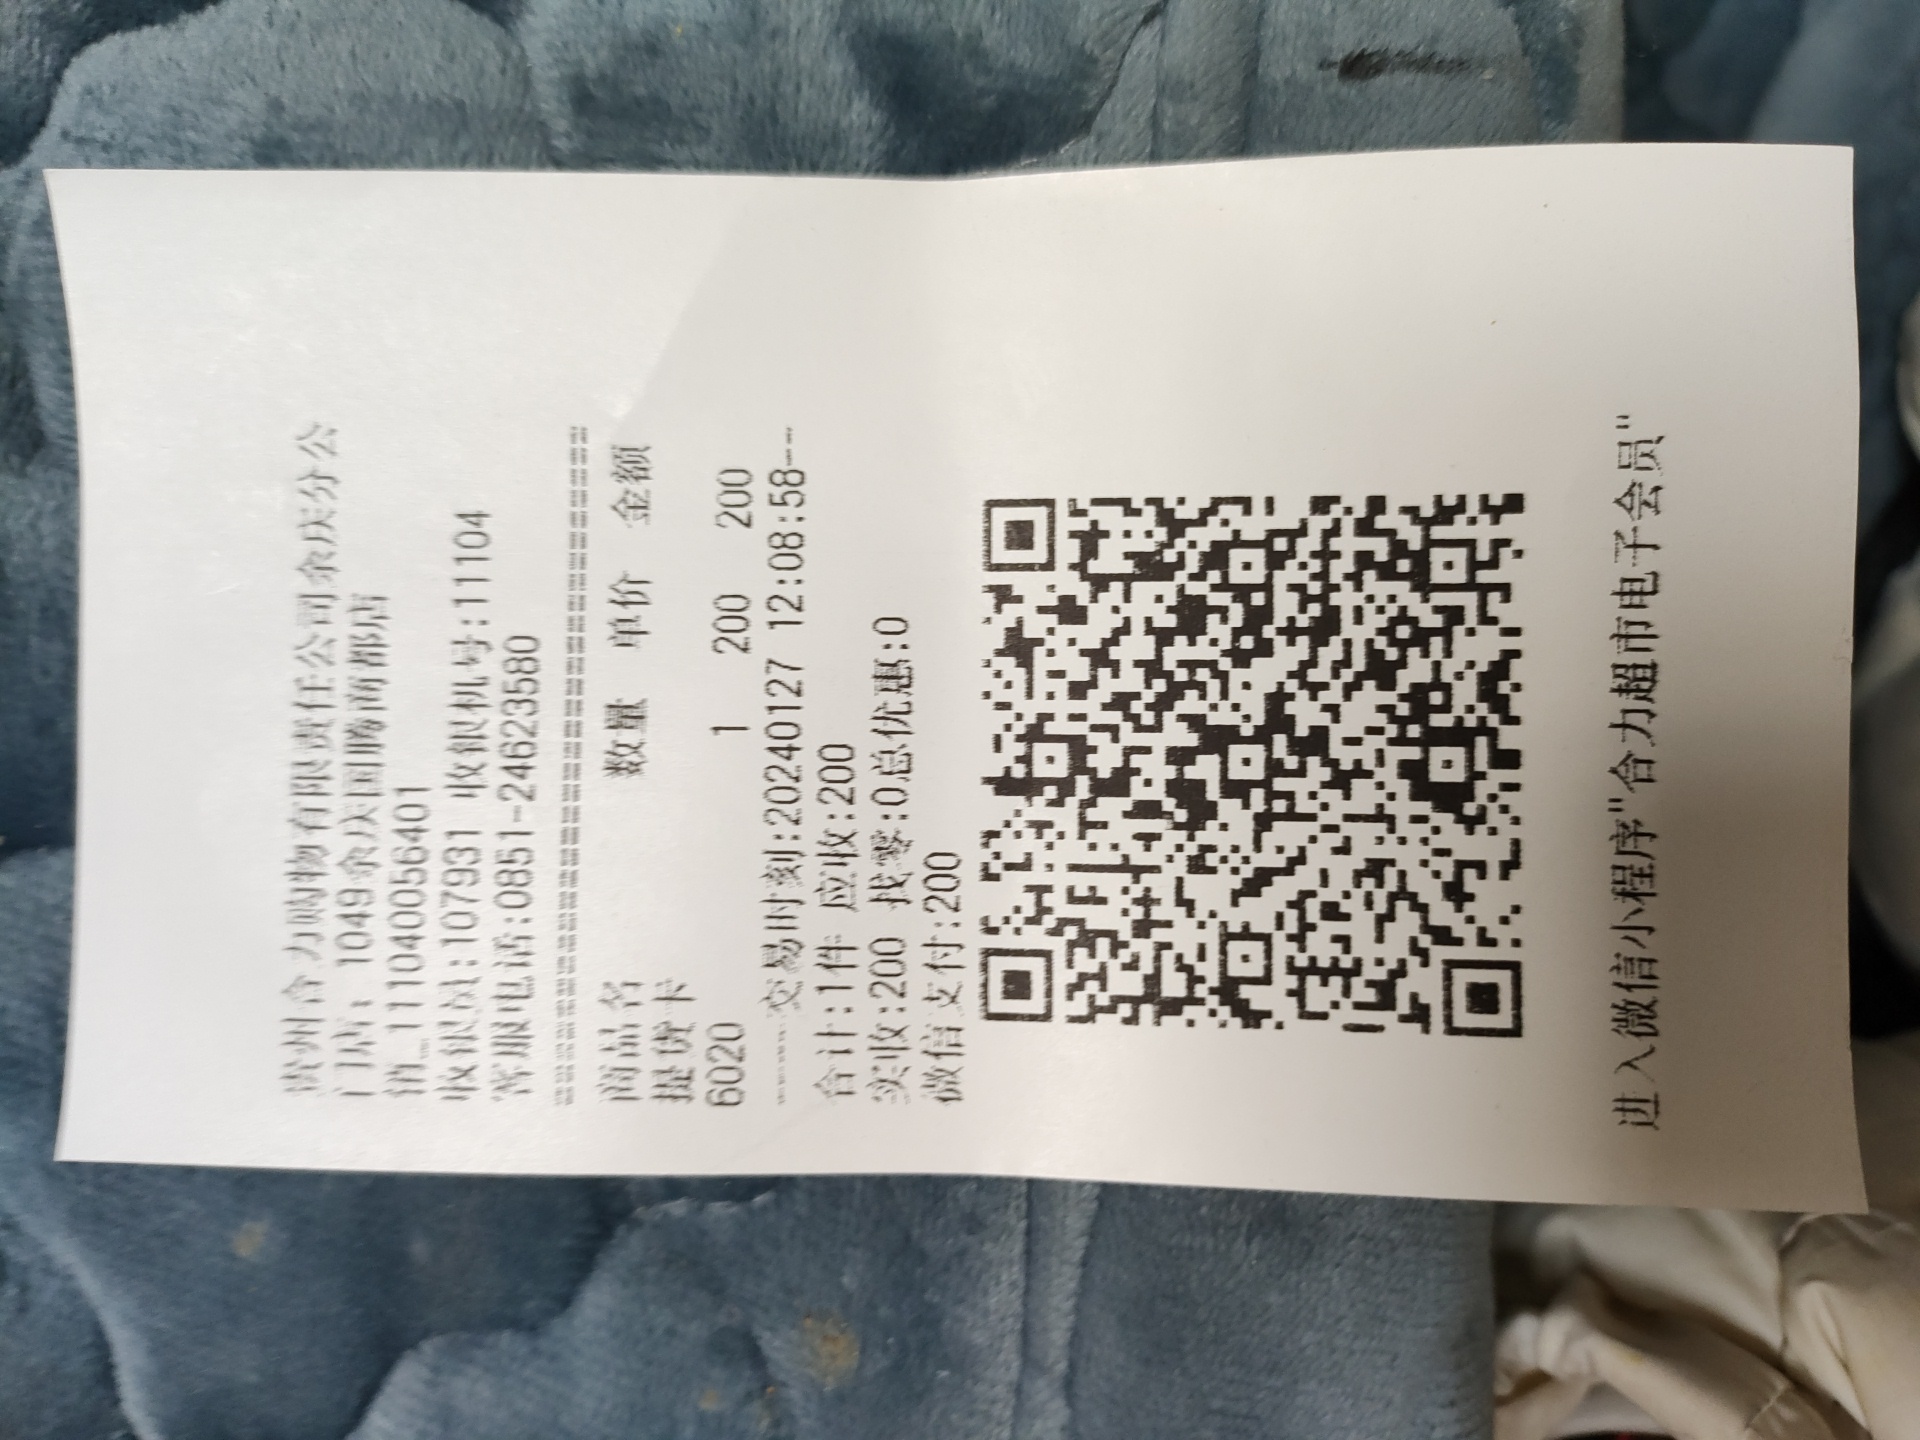 贵州合力购物有限责任公司余庆分公
门店：1049余庆国腾商都店
销_1110400056401
收银员:107931 收银机号:11104
客服电话:0851-24623580
商品名 数量 单价 金额
提货卡
6020 1 200 200
-----交易时刻:20240127 12:08:58---
合计:1件 应收:200
实收:200 找零:0总优惠:0
微信支付:200
进入微信小程序"合力超市电子会员"